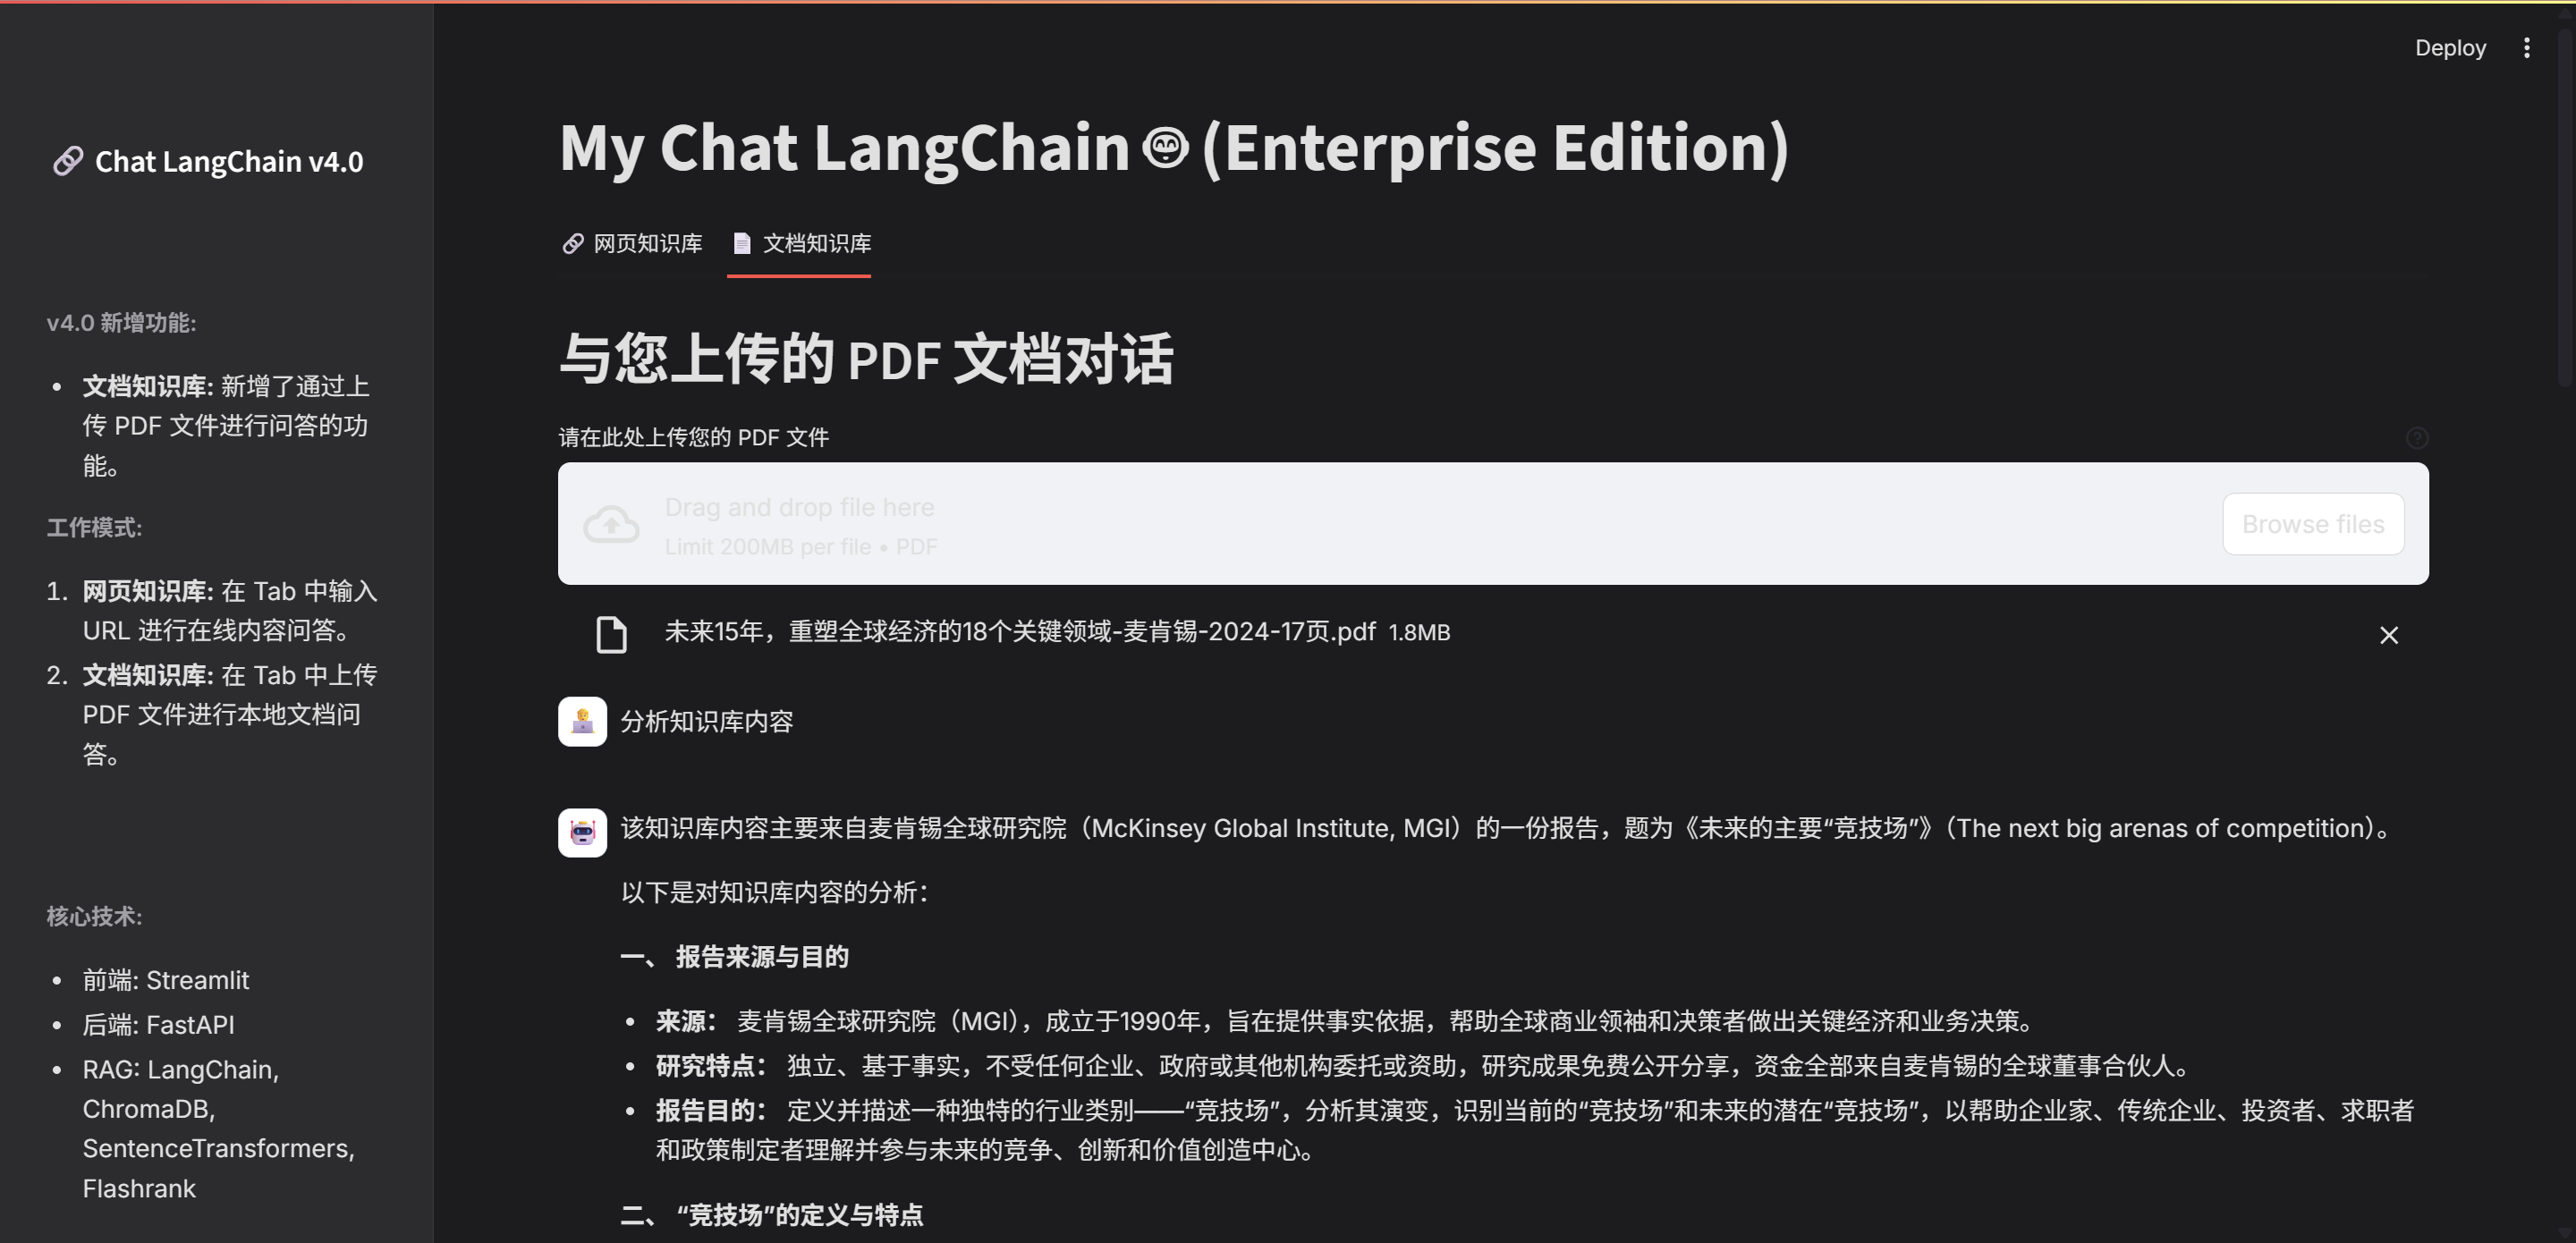 Deploy
🔗 Chat LangChain v4.0
v4.0 新增功能:
• 文档知识库: 新增了通过上
传 PDF 文件进行问答的功
能。
工作模式:
1. 网页知识库: 在 Tab 中输入
URL 进行在线内容问答。
2. 文档知识库: 在 Tab 中上传
PDF 文件进行本地文档问
答。
核心技术:
• 前端: Streamlit
• 后端: FastAPI
• RAG: LangChain,
ChromaDB,
SentenceTransformers,
Flashrank
My Chat LangChain (Enterprise Edition)
🔗 网页知识库 📄 文档知识库
与您上传的 PDF 文档对话
请在此处上传您的 PDF 文件
Drag and drop file here
Limit 200MB per file • PDF
Browse files
未来15年，重塑全球经济的18个关键领域-麦肯锡-2024-17页.pdf 1.8MB
分析知识库内容
该知识库内容主要来自麦肯锡全球研究院（McKinsey Global Institute, MGI）的一份报告，题为《未来的主要“竞技场”》（The next big arenas of competition）。
以下是对知识库内容的分析：
一、 报告来源与目的
• 来源： 麦肯锡全球研究院（MGI），成立于1990年，旨在提供事实依据，帮助全球商业领袖和决策者做出关键经济和业务决策。
• 研究特点： 独立、基于事实，不受任何企业、政府或其他机构委托或资助，研究成果免费公开分享，资金全部来自麦肯锡的全球董事合伙人。
• 报告目的： 定义并描述一种独特的行业类别——“竞技场”，分析其演变，识别当前的“竞技场”和未来的潜在“竞技场”，以帮助企业家、传统企业、投资者、求职者
和政策制定者理解并参与未来的竞争、创新和价值创造中心。
二、 “竞技场”的定义与特点